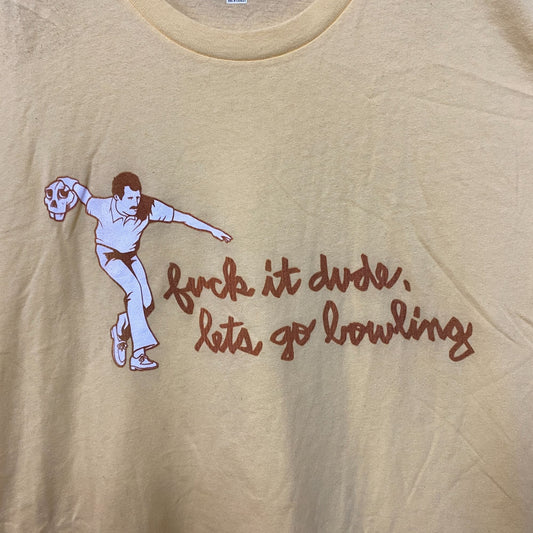 fuck it dude,
lets go bowling